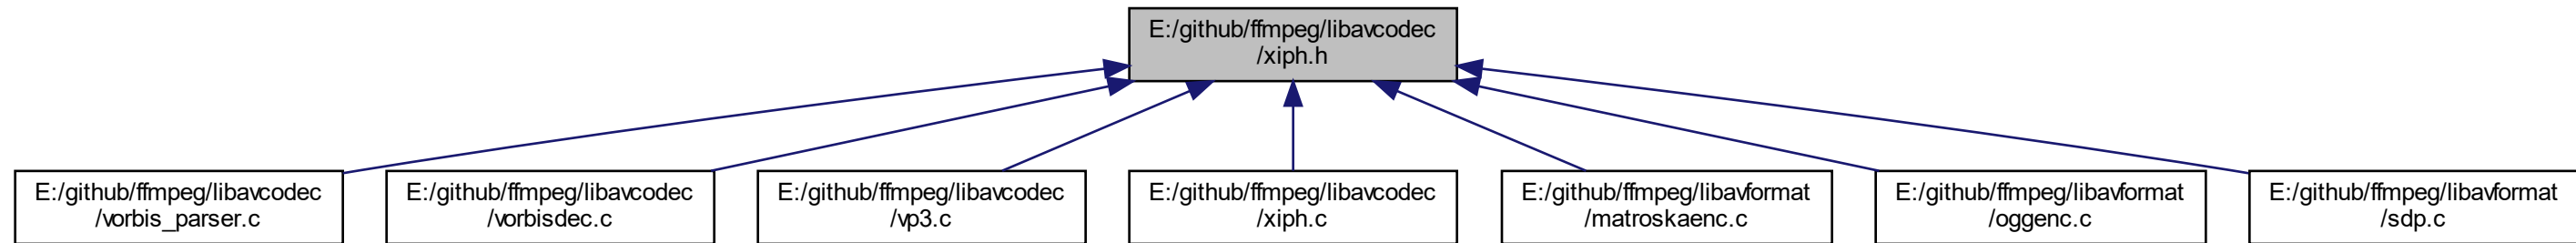 E:/github/ffmpeg/libavcodec
/xiph.h
E:/github/ffmpeg/libavcodec
/vorbis_parser.c
E:/github/ffmpeg/libavcodec
/vorbisdec.c
E:/github/ffmpeg/libavcodec
/vp3.c
E:/github/ffmpeg/libavcodec
/xiph.c
E:/github/ffmpeg/libavformat
/matroskaenc.c
E:/github/ffmpeg/libavformat
/oggenc.c
E:/github/ffmpeg/libavformat
/sdp.c